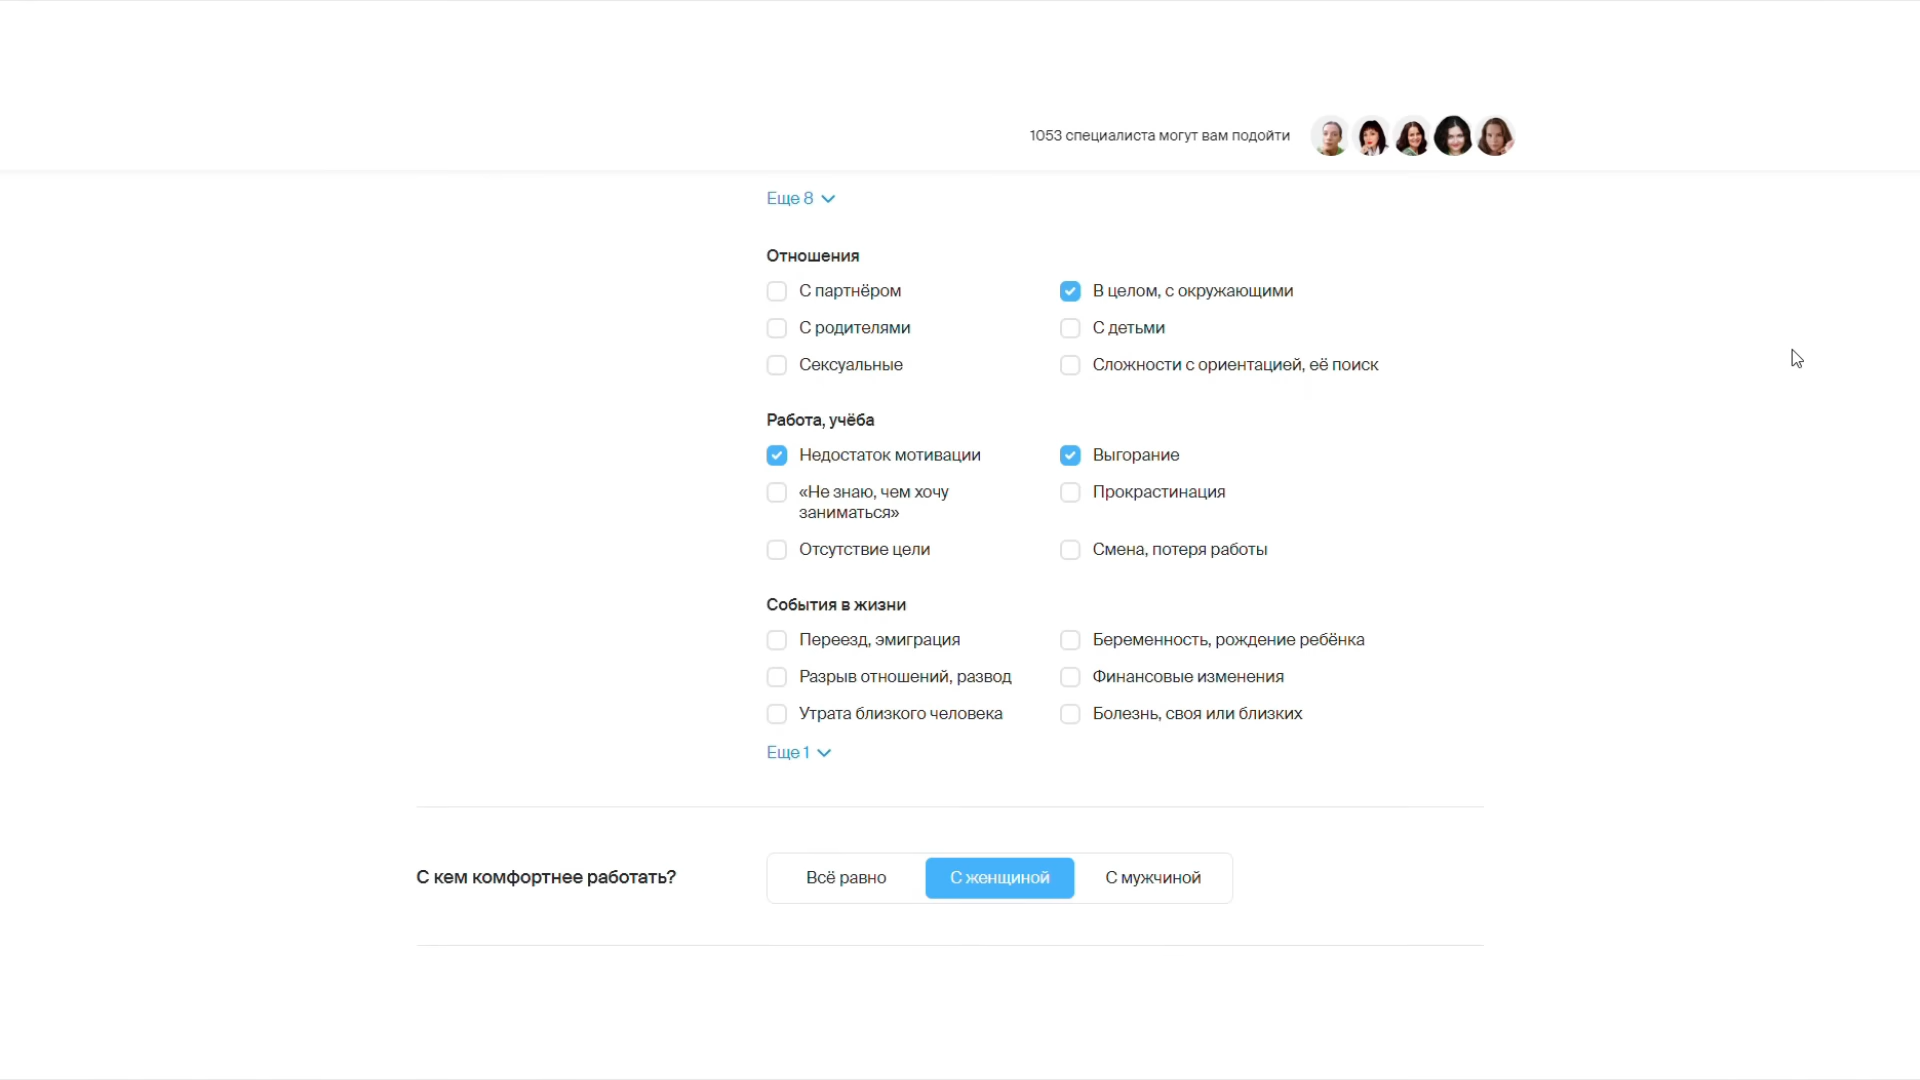 1053 специалиста могут вам подойти
Еще 8
Отношения
С партнёром
В целом, с окружающими
С родителями
С детьми
Сексуальные
Сложности с ориентацией, её поиск
Работа, учёба
Недостаток мотивации
Выгорание
«Не знаю, чем хочу
заниматься»
Прокрастинация
Отсутствие цели
Смена, потеря работы
События в жизни
Переезд, эмиграция
Беременность, рождение ребёнка
Разрыв отношений, развод
Финансовые изменения
Утрата близкого человека
Болезнь, своя или близких
Еще 1
С кем комфортнее работать?
Всё равно
С женщиной
С мужчиной